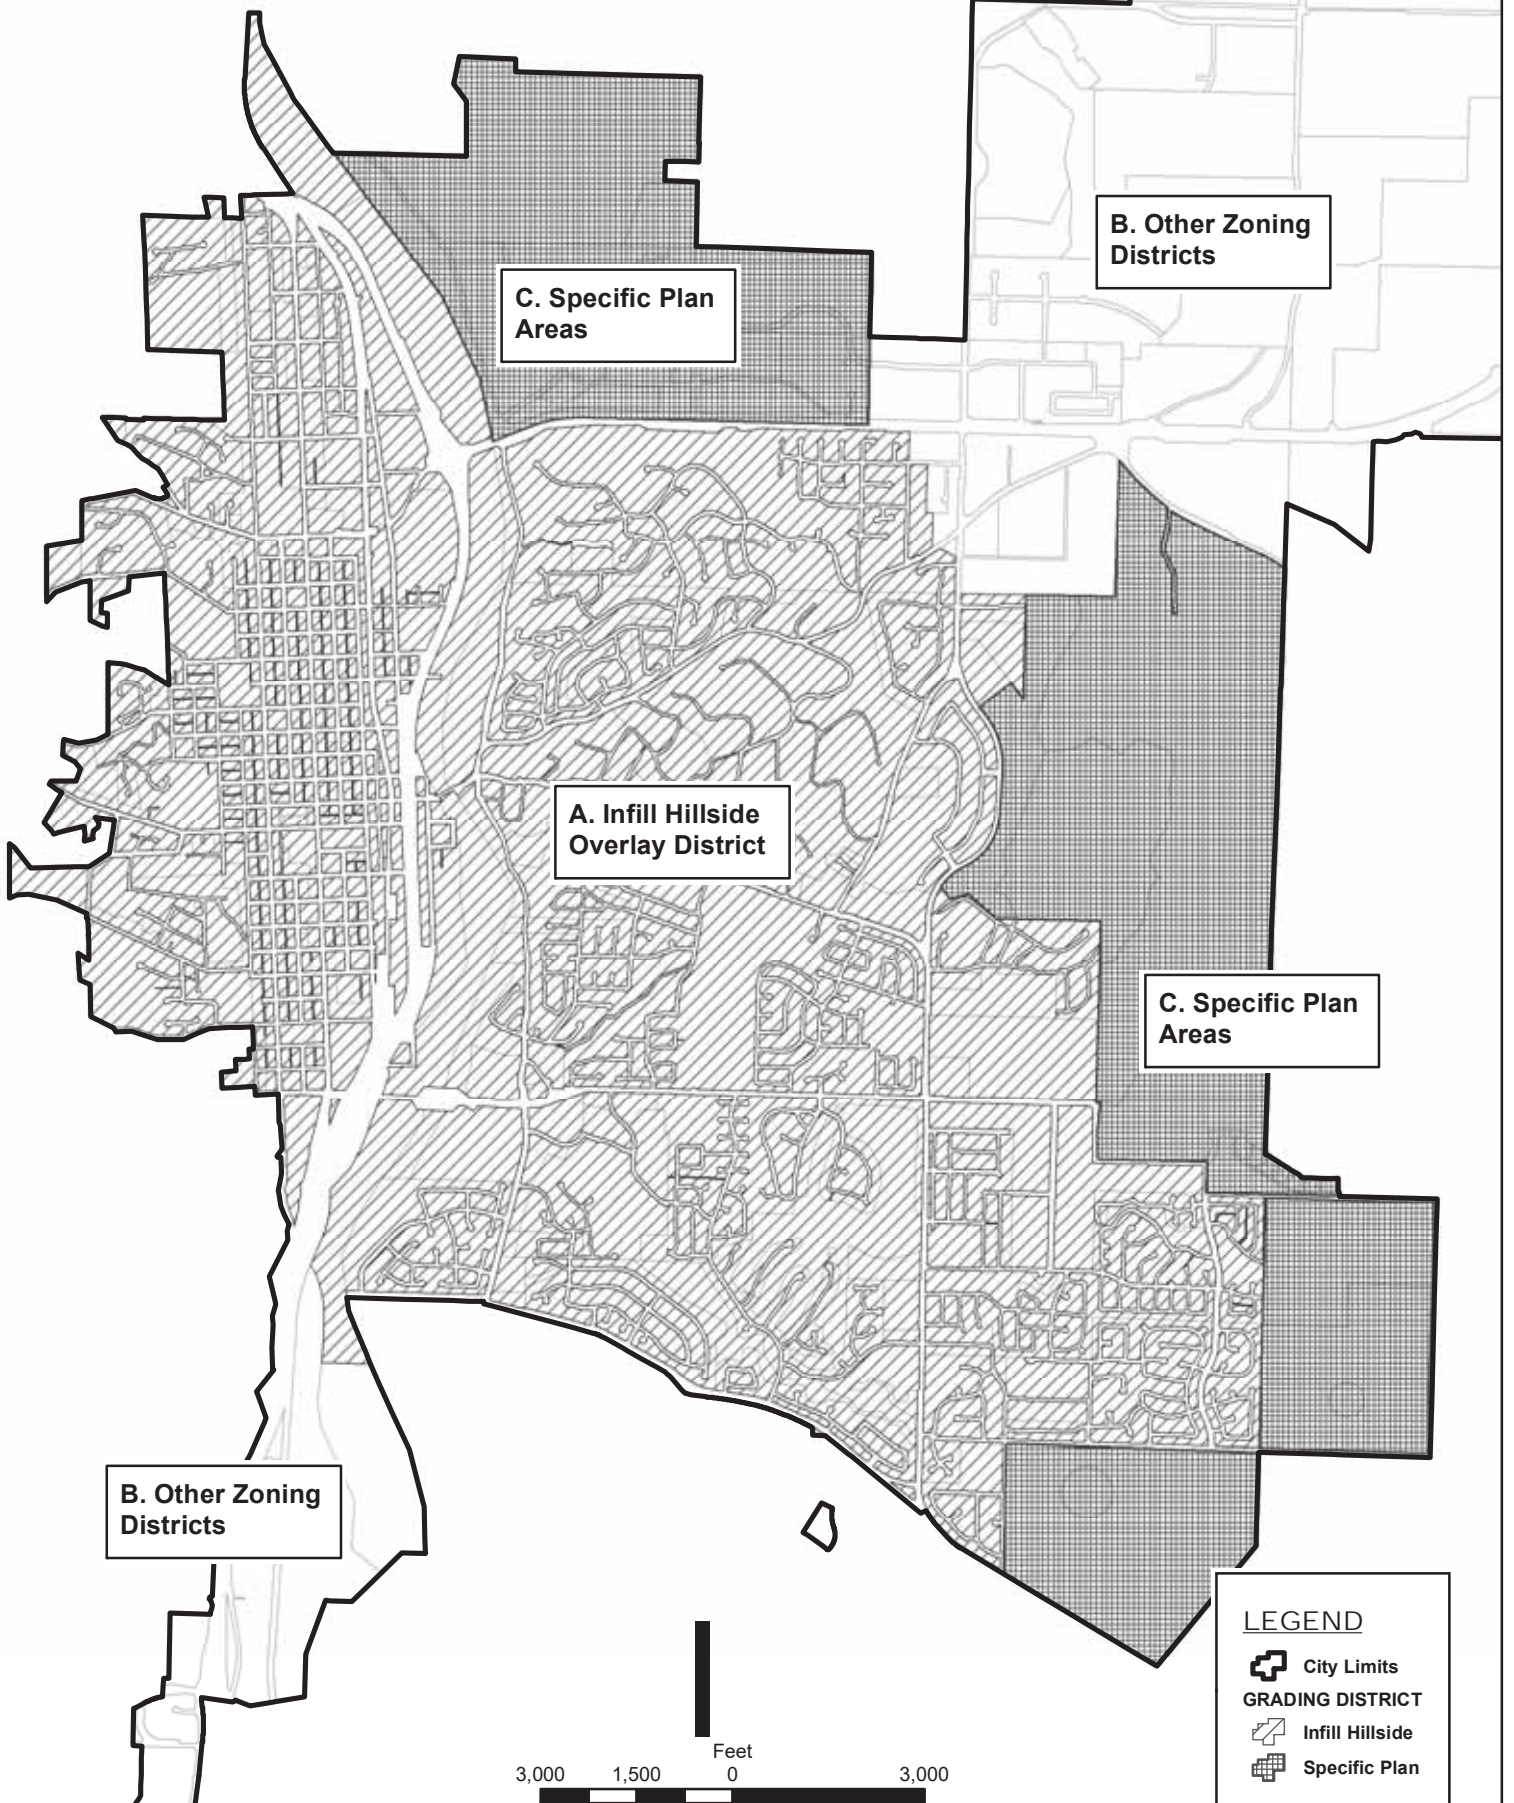 B. Other Zoning
Districts
C. Specific Plan
Areas
A. Infill Hillside
Overlay District
C. Specific Plan
Areas
B. Other Zoning
Districts
LEGEND
City Limits
GRADING DISTRICT
Infill Hillside
Specific Plan
Feet
3,000 1,500 0 3,000